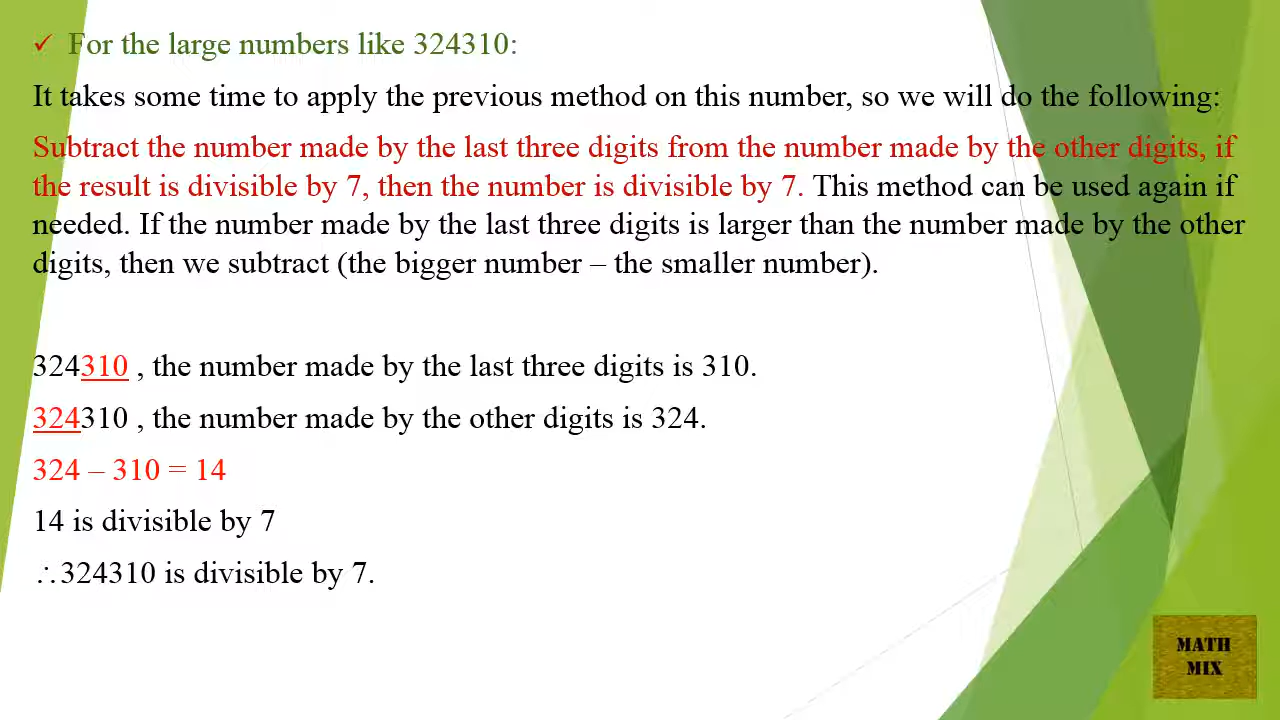 ✓ For the large numbers like 324310:
It takes some time to apply the previous method on this number, so we will do the following:
Subtract the number made by the last three digits from the number made by the other digits, if
the result is divisible by 7, then the number is divisible by 7. This method can be used again if
needed. If the number made by the last three digits is larger than the number made by the other
digits, then we subtract (the bigger number – the smaller number).
324310 , the number made by the last three digits is 310.
324310 , the number made by the other digits is 324.
324 – 310 = 14
14 is divisible by 7
∴324310 is divisible by 7.
MATH
MIX